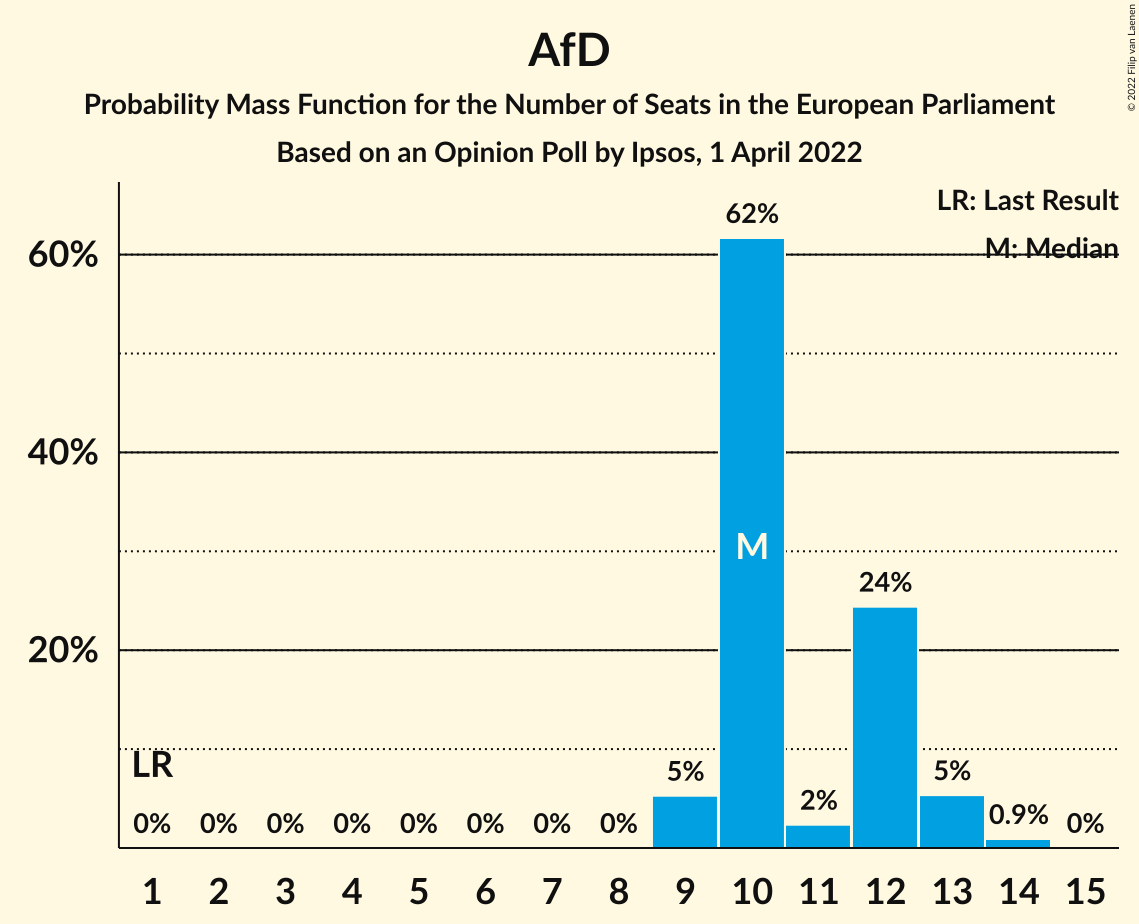 AfD
Probability Mass Function for the Number of Seats in the European Parliament
Based on an Opinion Poll by Ipsos, 1 April 2022
© 2022 Filip van Laenen
LR: Last Result
M: Median
60%
40%
20%
62%
M
24%
LR
5%
5%
2%
0.9%
0% 0% 0% 0% 0% 0% 0% 0% 0%
1 2 3 4 5 6 7 8 9 10 11 12 13 14 15